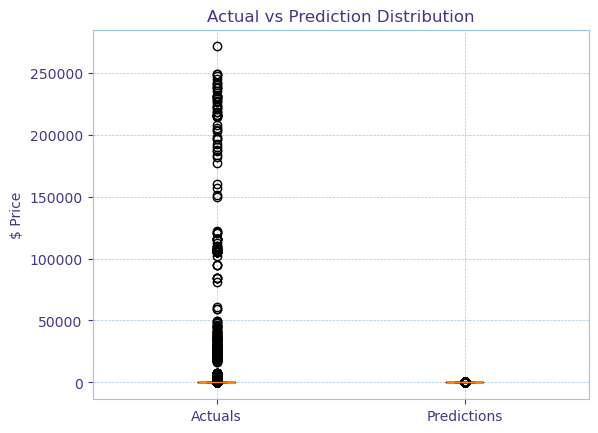 Actual vs Prediction Distribution
$ Price
250000
200000
150000
100000
50000
0
Actuals
Predictions